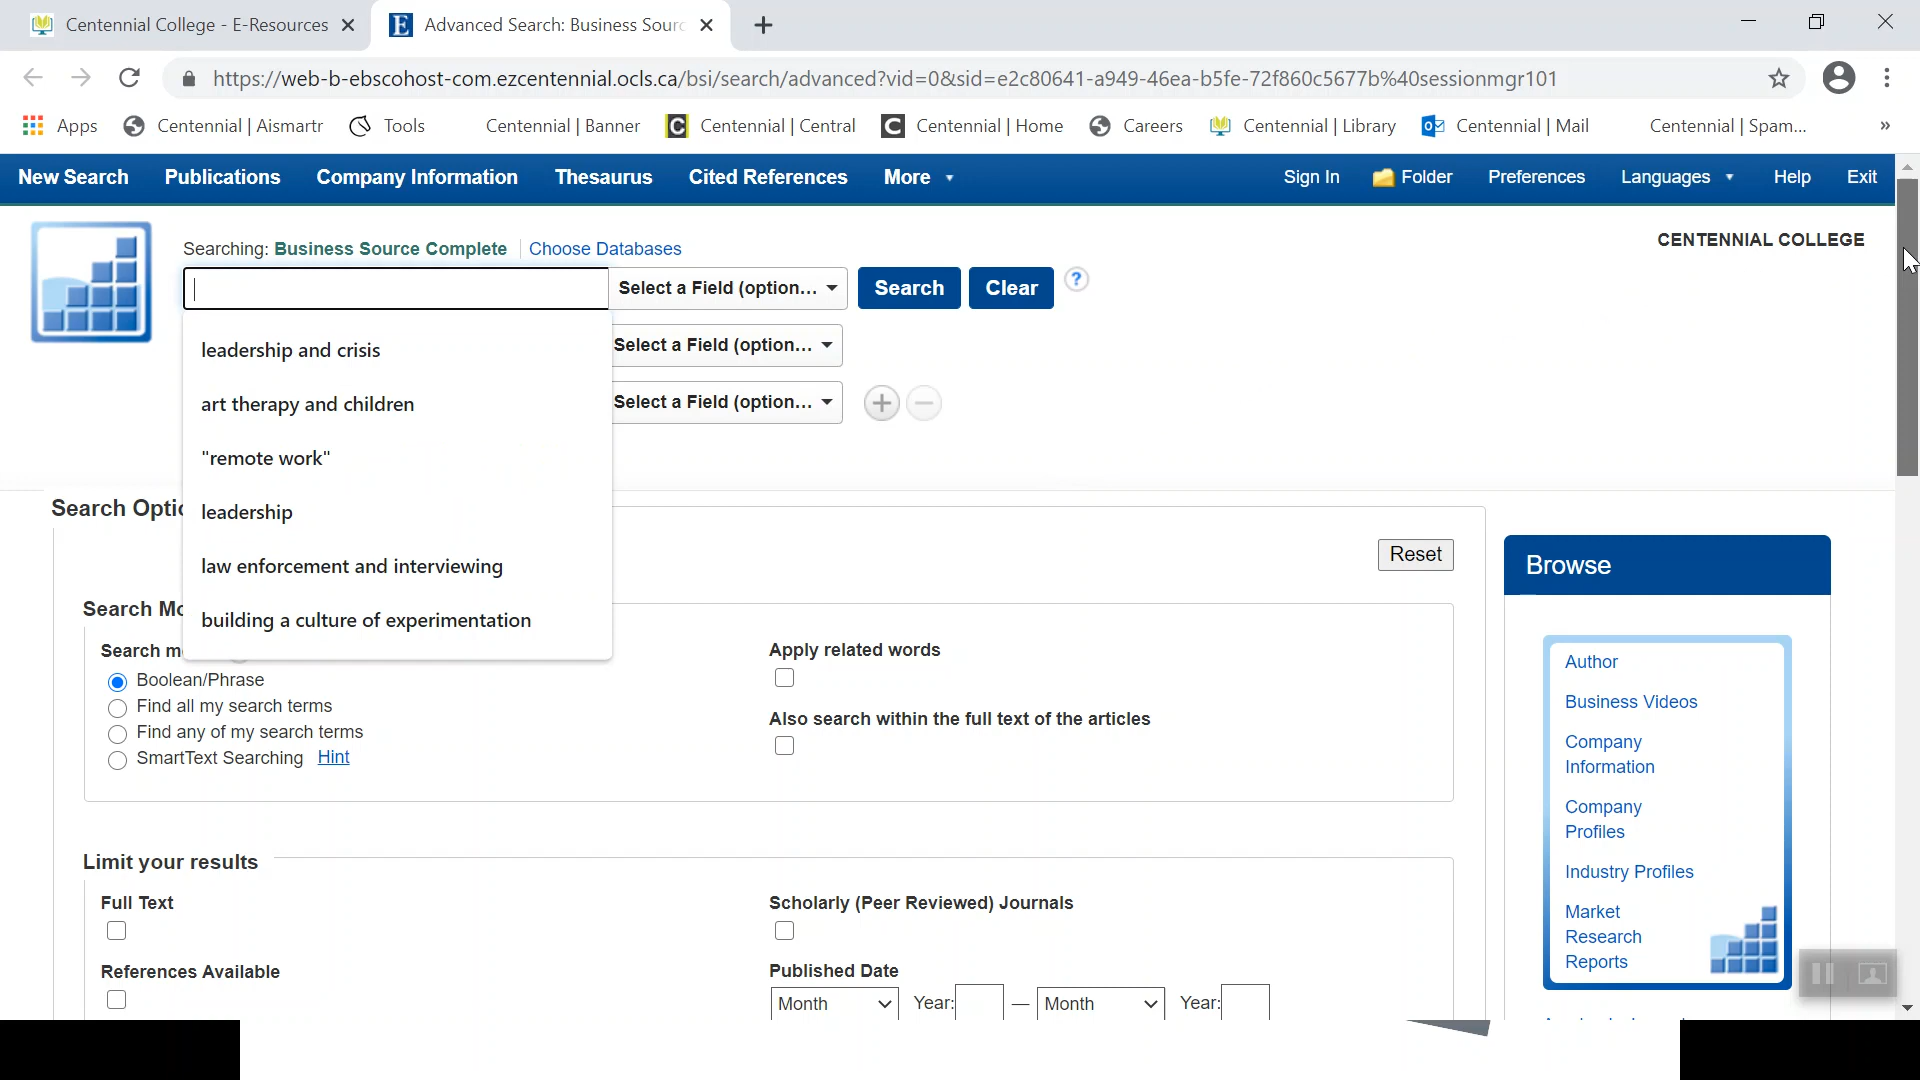 Centennial College - E-Resources
Advanced Search: Business Sourc
https://web-b-ebscohost-com.ezcentennial.ocls.ca/bsi/search/advanced?vid=0&sid=e2c80641-a949-46ea-b5fe-72f860c5677b%40sessionmgr101
Apps Centennial | Aismartr Tools Centennial | Banner Centennial | Central Centennial | Home Careers Centennial | Library Centennial | Mail Centennial | Spam... »
New Search Publications Company Information Thesaurus Cited References More Sign In Folder Preferences Languages Help Exit
Searching: Business Source Complete Choose Databases
CENTENNIAL COLLEGE
Select a Field (option... Search Clear ?
leadership and crisis
Select a Field (option...
art therapy and children
Select a Field (option...
"remote work"
leadership
law enforcement and interviewing
building a culture of experimentation
Search Optio
Reset
Search Mo
Search m
Boolean/Phrase
Find all my search terms
Find any of my search terms
SmartText Searching Hint
Apply related words
Also search within the full text of the articles
Limit your results
Full Text
References Available
Scholarly (Peer Reviewed) Journals
Published Date
Month Year: — Month Year:
Browse
Author
Business Videos
Company
Information
Company
Profiles
Industry Profiles
Market
Research
Reports